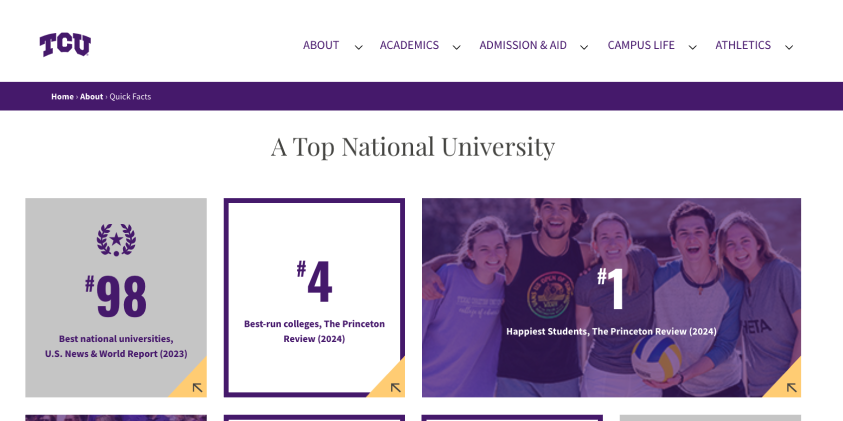 TCU
ABOUT
ACADEMICS
ADMISSION & AID
CAMPUS LIFE
ATHLETICS
Home › About › Quick Facts
A Top National University
#98
Best national universities,
U.S. News & World Report (2023)
#4
Best-run colleges, The Princeton
Review (2024)
#1
Happiest Students, The Princeton Review (2024)